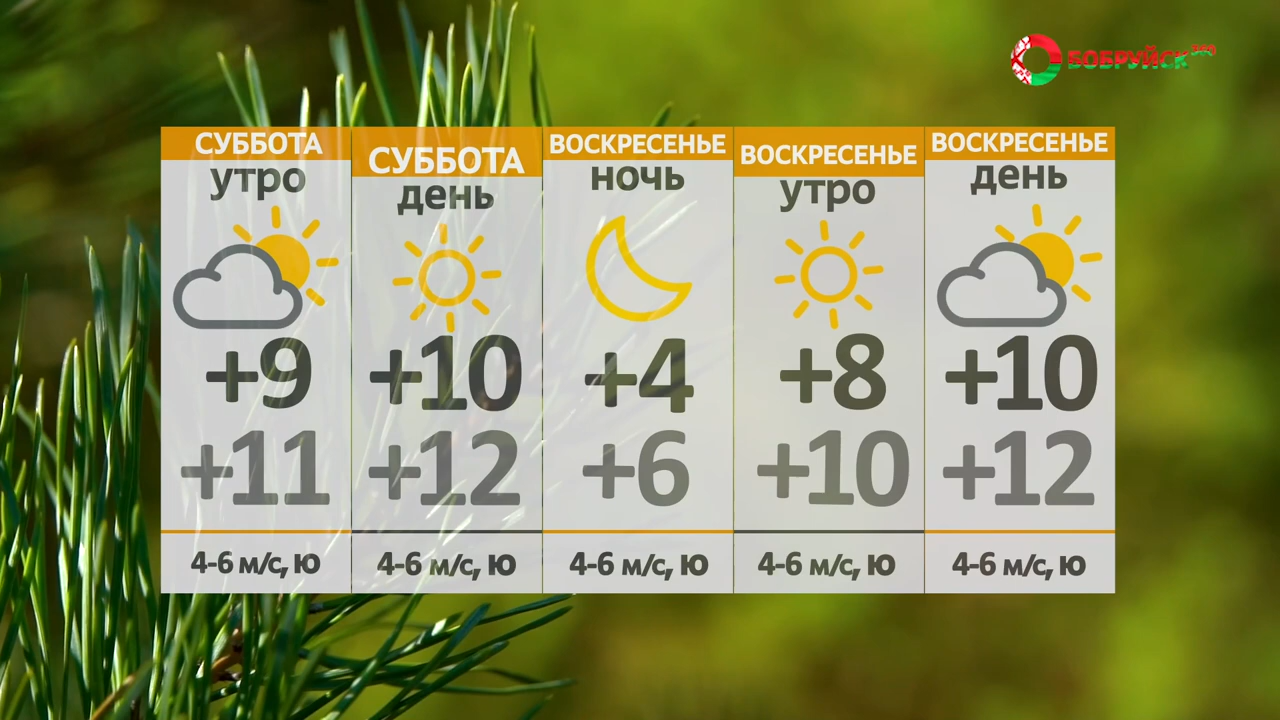 БОБРУЙСК360
СУББОТА
утро
+9
+11
4-6 м/с, Ю
СУББОТА
день
+10
+12
4-6 м/с, Ю
ВОСКРЕСЕНЬЕ
ночь
+4
+6
4-6 м/с, Ю
ВОСКРЕСЕНЬЕ
утро
+8
+10
4-6 м/с, Ю
ВОСКРЕСЕНЬЕ
день
+10
+12
4-6 м/с, Ю